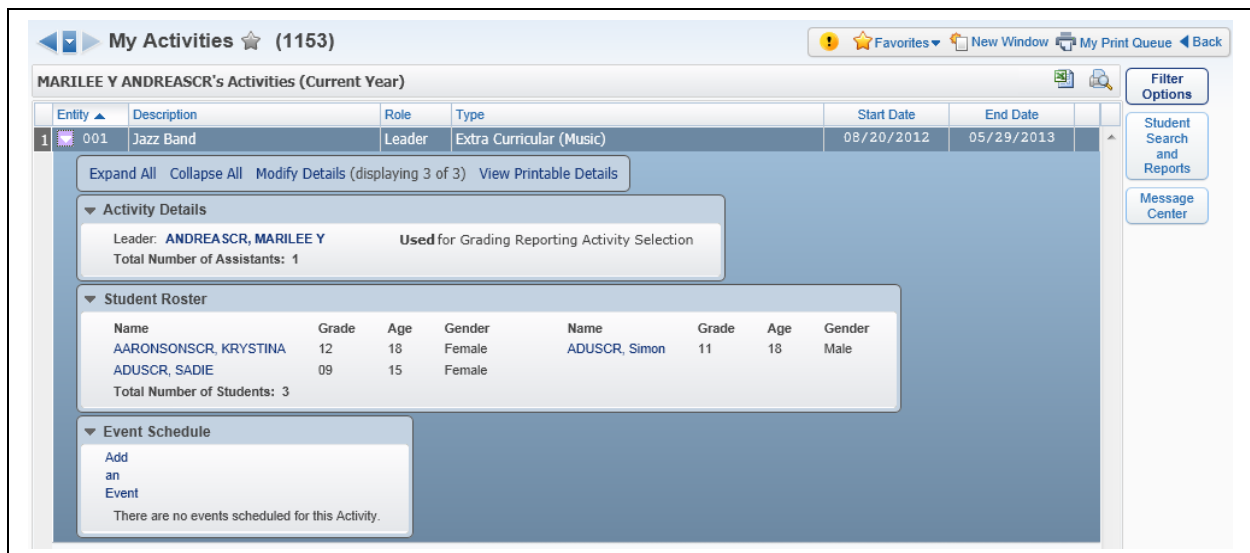 My Activities (1153)
! Favorites New Window My Print Queue Back
MARILEE Y ANDREASCR's Activities (Current Year)
Filter
Options
Student
Search
and
Reports
Message
Center
Entity Description Role Type Start Date End Date
1 001 Jazz Band Leader Extra Curricular (Music) 08/20/2012 05/29/2013
Expand All Collapse All Modify Details (displaying 3 of 3) View Printable Details
Activity Details
Leader: ANDREASCR, MARILEE Y Used for Grading Reporting Activity Selection
Total Number of Assistants: 1
Student Roster
Name Grade Age Gender Name Grade Age Gender
AARONSONSCR, KRYSTINA 12 18 Female ADUSCR, Simon 11 18 Male
ADUSCR, SADIE 09 15 Female
Total Number of Students: 3
Event Schedule
Add
an
Event
There are no events scheduled for this Activity.